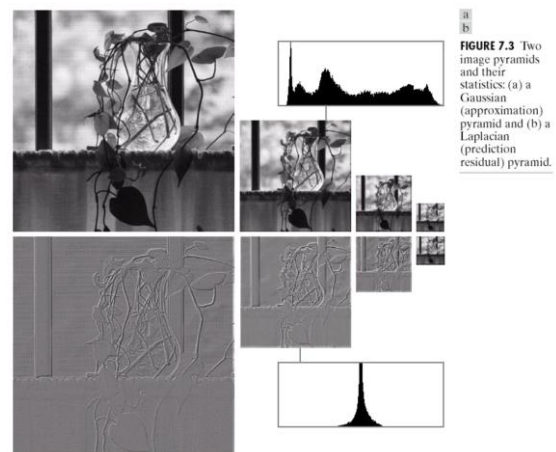 a
b
FIGURE 7.3 Two
image pyramids
and their
statistics: (a) a
Gaussian
(approximation)
pyramid and (b) a
Laplacian
(prediction
residual) pyramid.